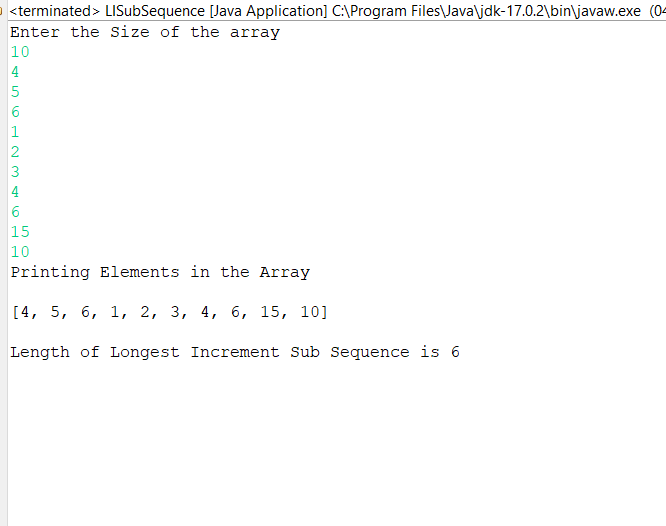 <terminated> LISubSequence [Java Application] C:\Program Files\Java\jdk-17.0.2\bin\javaw.exe (04
Enter the Size of the array
10
4
5
6
1
2
3
4
6
15
10
Printing Elements in the Array
[4, 5, 6, 1, 2, 3, 4, 6, 15, 10]
Length of Longest Increment Sub Sequence is 6